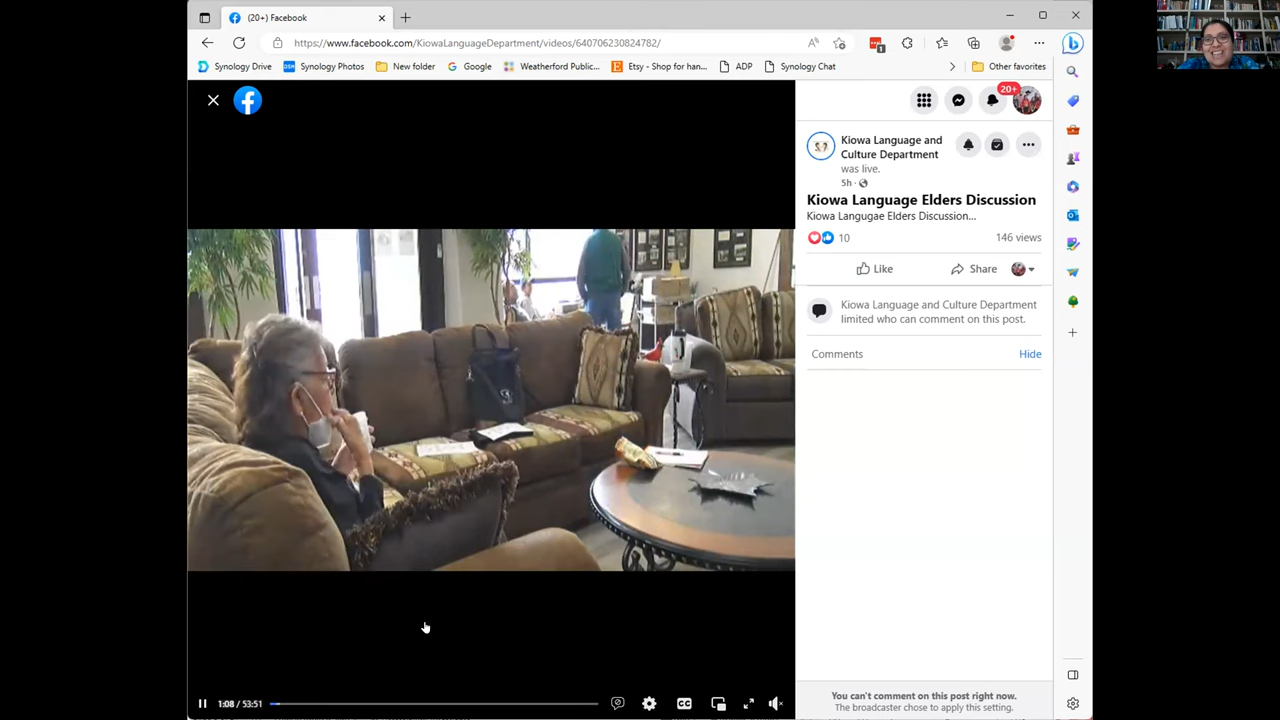 (20+) Facebook
https://www.facebook.com/KiowaLanguageDepartment/videos/640706230824782/
1
Synology Drive
DSM
Synology Photos
New folder
Google
Weatherford Public...
Etsy - Shop for han...
ADP
Synology Chat
Other favorites
20+
Kiowa Language and
Culture Department
was live.
5h ·
Kiowa Language Elders Discussion
Kiowa Langugae Elders Discussion...
10
146 views
Like
Share
Kiowa Language and Culture Department
limited who can comment on this post.
Comments
Hide
1:08 / 53:51
CC
You can't comment on this post right now.
The broadcaster chose to apply this setting.